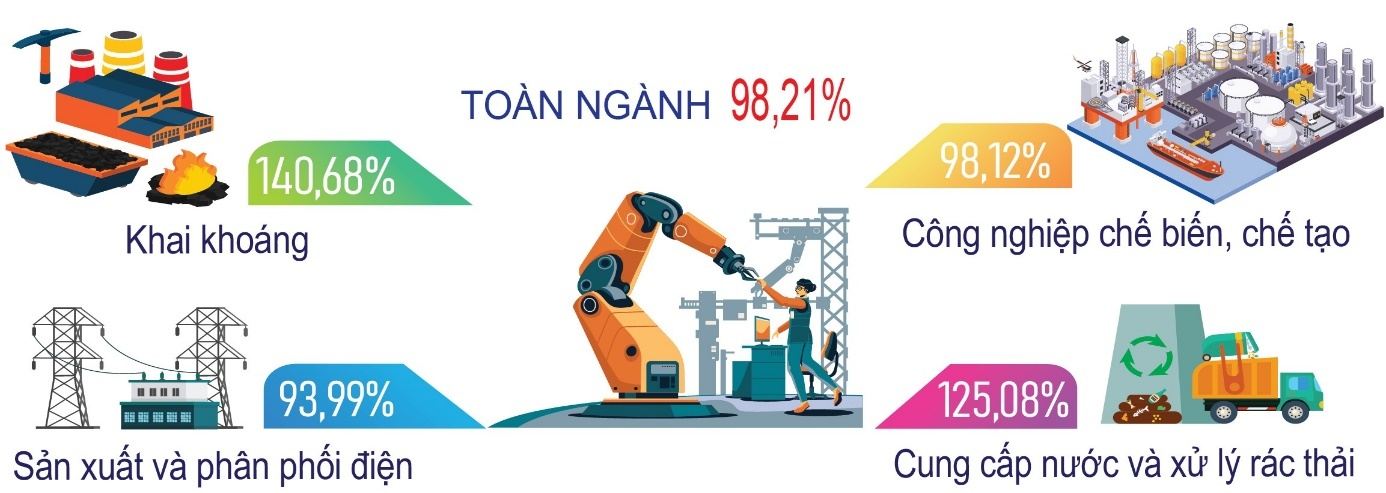 TOÀN NGÀNH 98,21%
140,68%
Khai khoáng
98,12%
Công nghiệp chế biến, chế tạo
93,99%
Sản xuất và phân phối điện
125,08%
Cung cấp nước và xử lý rác thải